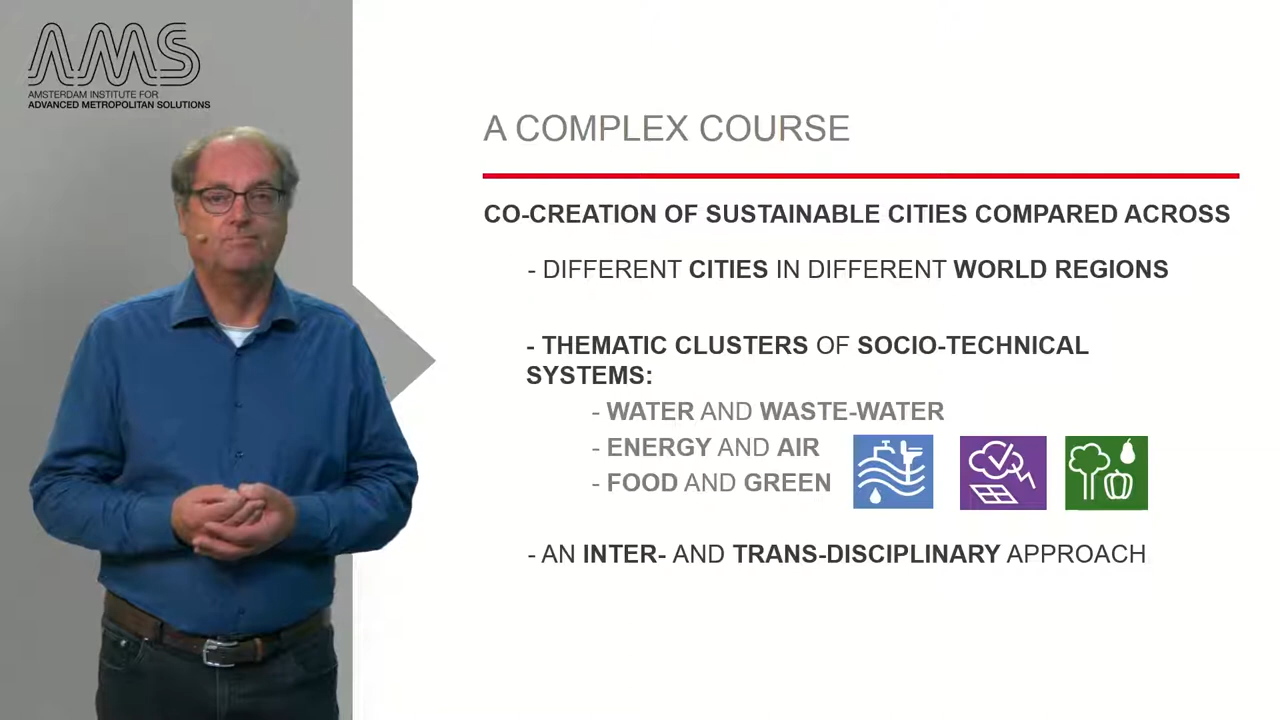 AMS
AMSTERDAM INSTITUTE FOR
ADVANCED METROPOLITAN SOLUTIONS
A COMPLEX COURSE
CO-CREATION OF SUSTAINABLE CITIES COMPARED ACROSS
- DIFFERENT CITIES IN DIFFERENT WORLD REGIONS
- THEMATIC CLUSTERS OF SOCIO-TECHNICAL
SYSTEMS:
- WATER AND WASTE-WATER
- ENERGY AND AIR
- FOOD AND GREEN
- AN INTER- AND TRANS-DISCIPLINARY APPROACH